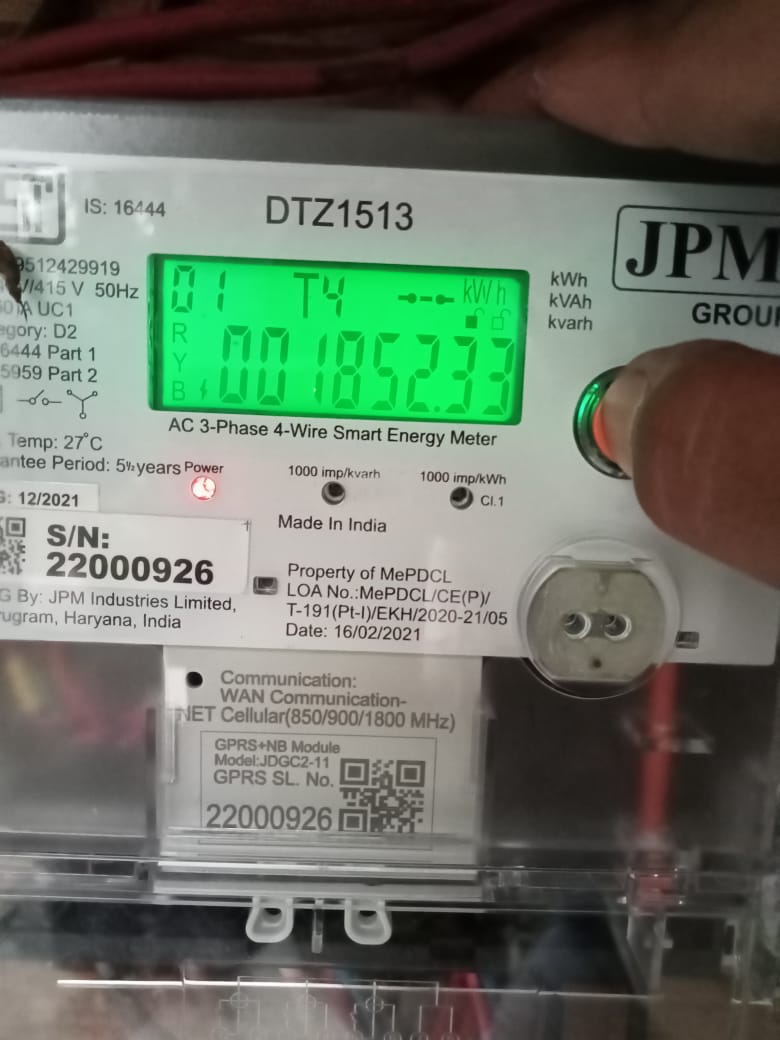 IS: 16444
DTZ1513
JPM
GROUP
9512429919
/415 V 50Hz
UC1
egory: D2
6444 Part 1
5959 Part 2
Temp: 27°C
antee Period: 5½ years
01 T4 kWh
R
Y
B
001852.33
kWh
kVAh
kvarh
AC 3-Phase 4-Wire Smart Energy Meter
Power
1000 imp/kvarh
1000 imp/kWh
Cl.1
G: 12/2021
Made In India
S/N:
22000926
G By: JPM Industries Limited,
ugram, Haryana, India
Property of MePDCL
LOA No.:MePDCL/CE(P)/
T-191(Pt-I)/EKH/2020-21/05
Date: 16/02/2021
Communication:
WAN Communication-
NET Cellular(850/900/1800 MHz)
GPRS+NB Module
Model:JDGC2-11
GPRS SL. No.
22000926